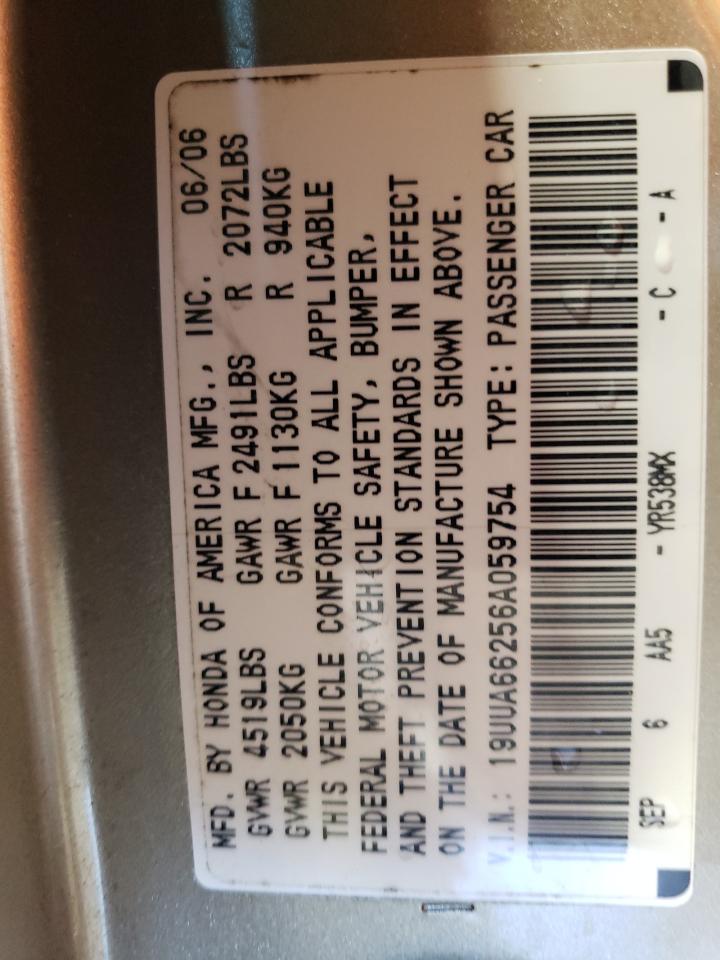 MFD. BY HONDA OF AMERICA MFG., INC. 06/06
GVWR 4519LBS GAWR F 2491LBS R 2072LBS
GVWR 2050KG GAWR F 1130KG R 940KG
THIS VEHICLE CONFORMS TO ALL APPLICABLE
FEDERAL MOTOR VEHICLE SAFETY, BUMPER,
AND THEFT PREVENTION STANDARDS IN EFFECT
ON THE DATE OF MANUFACTURE SHOWN ABOVE.
V.I.N.: 19UUA66256A059754 TYPE: PASSENGER CAR
SEP 6 AA5 - YR538MX - C - A